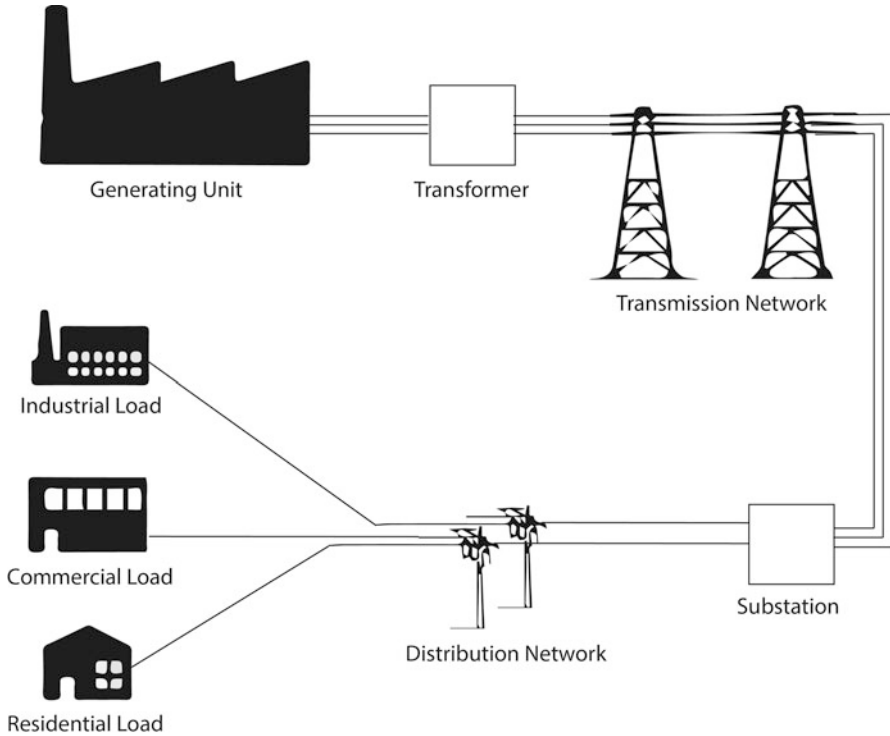 Generating Unit
Transformer
Transmission Network
Industrial Load
Commercial Load
Substation
Distribution Network
Residential Load